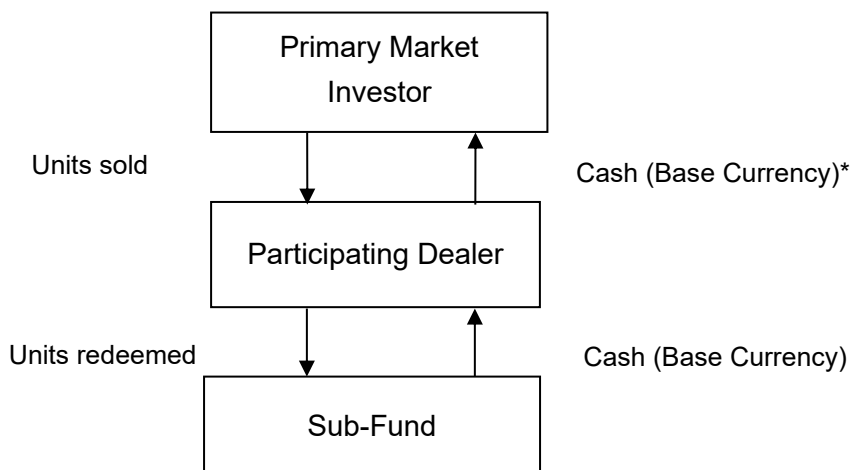 Primary Market
Investor
Units sold
Cash (Base Currency)*
Participating Dealer
Units redeemed
Cash (Base Currency)
Sub-Fund